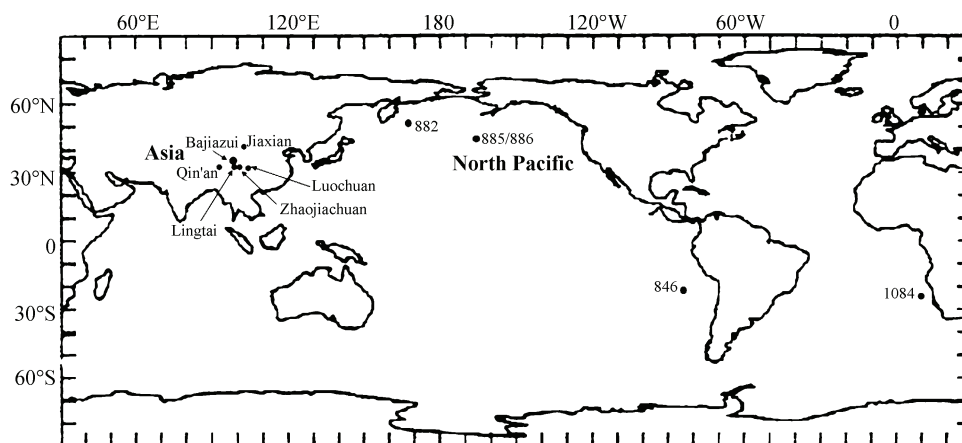 60°E 120°E 180 120°W 60°W 0
60°N
882
885/886
Bajiazui Jiaxian
Asia
North Pacific
Qin'an
30°N
Luochuan
Zhaojiachuan
Lingtai
0
846
1084
30°S
60°S